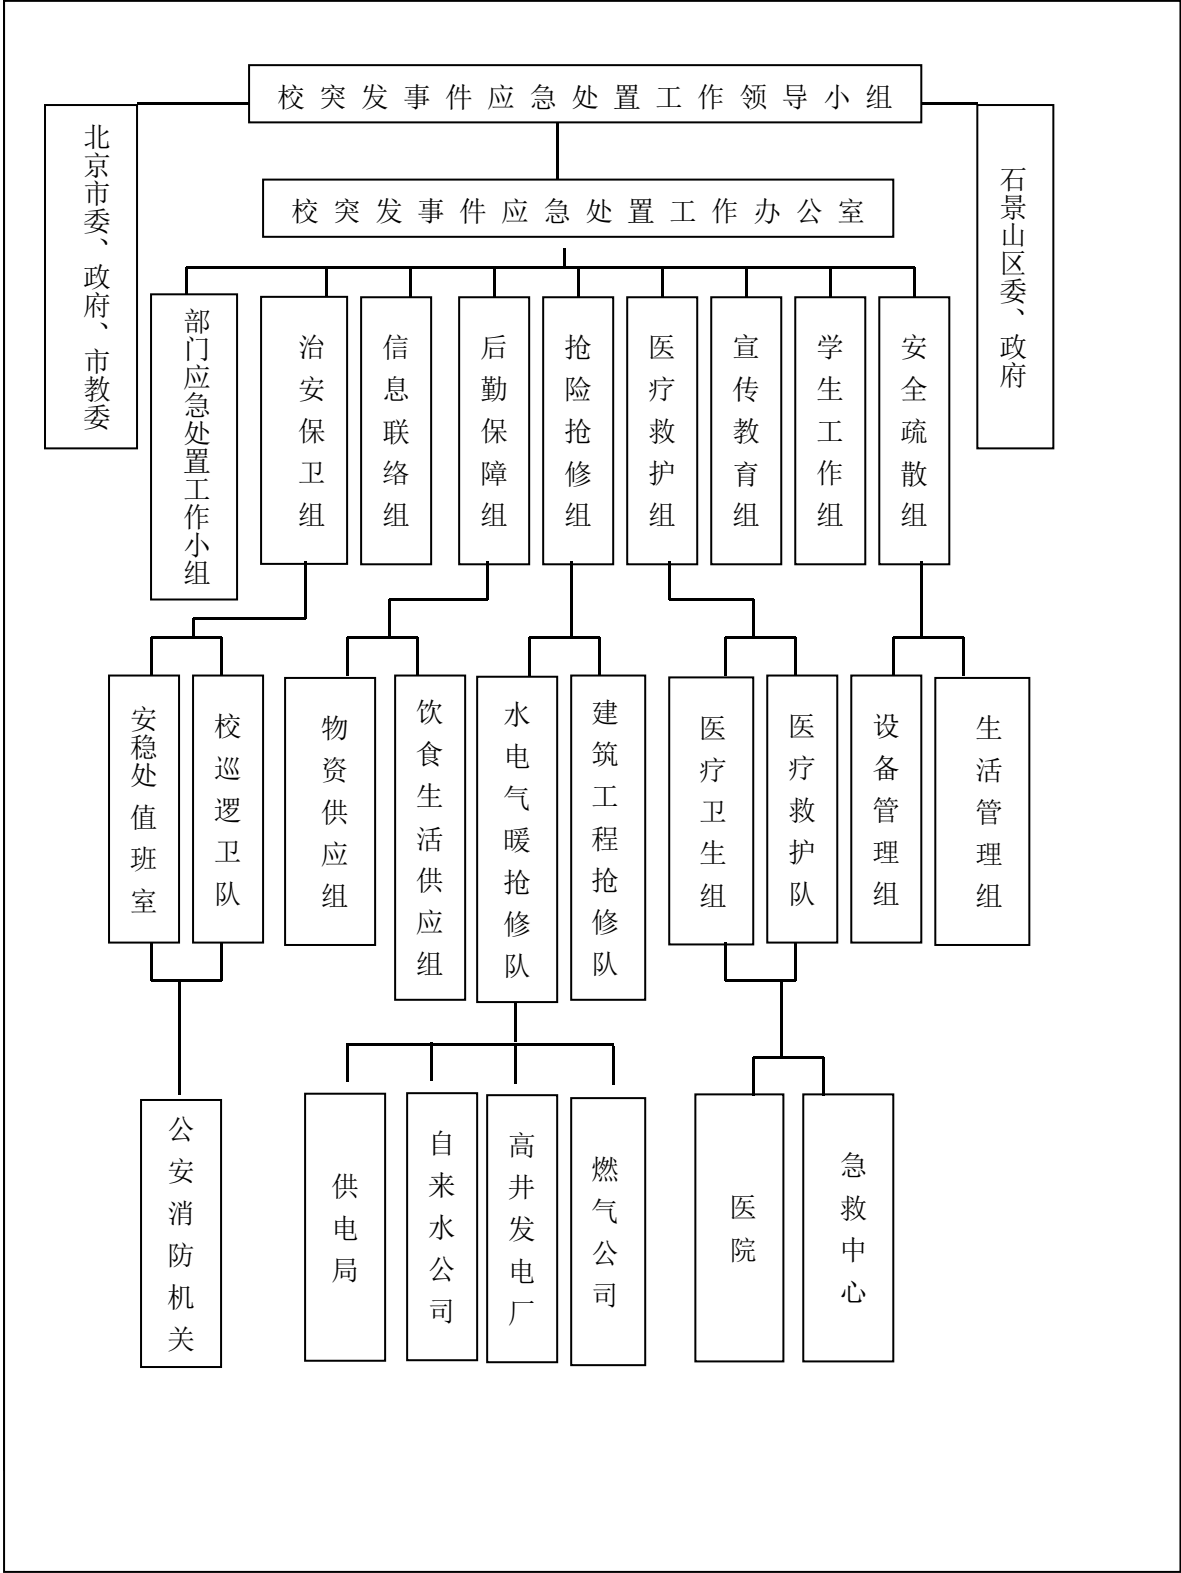 校突发事件应急处置工作领导小组
北京市委、政府、市教委
石景山区委、政府
校突发事件应急处置工作办公室
部门应急处置工作小组
治安保卫组
信息联络组
后勤保障组
抢险抢修组
医疗救护组
宣传教育组
学生工作组
安全疏散组
安稳处值班室
校巡逻卫队
物资供应组
饮食生活供应组
水电气暖抢修队
建筑工程抢修队
医疗卫生组
医疗救护队
设备管理组
生活管理组
公安消防机关
供电局
自来水公司
高井发电厂
燃气公司
医院
急救中心